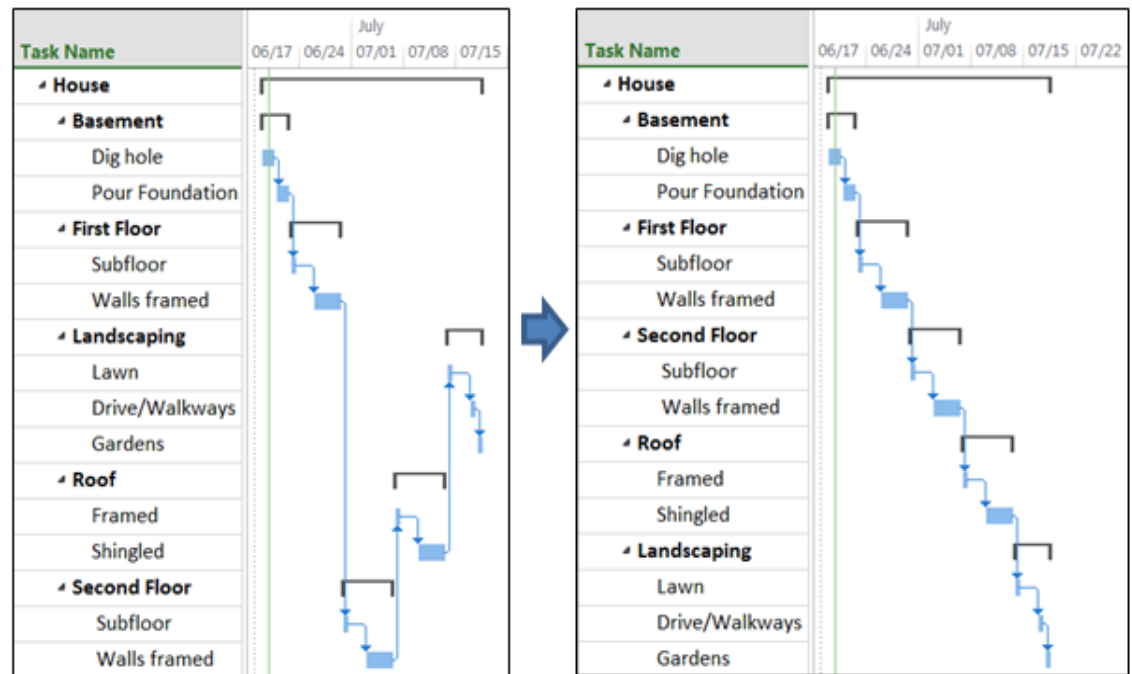 July
Task Name 06/17 06/24 07/01 07/08 07/15
House
Basement
Dig hole
Pour Foundation
First Floor
Subfloor
Walls framed
Landscaping
Lawn
Drive/Walkways
Gardens
Roof
Framed
Shingled
Second Floor
Subfloor
Walls framed
July
Task Name 06/17 06/24 07/01 07/08 07/15 07/22
House
Basement
Dig hole
Pour Foundation
First Floor
Subfloor
Walls framed
Second Floor
Subfloor
Walls framed
Roof
Framed
Shingled
Landscaping
Lawn
Drive/Walkways
Gardens